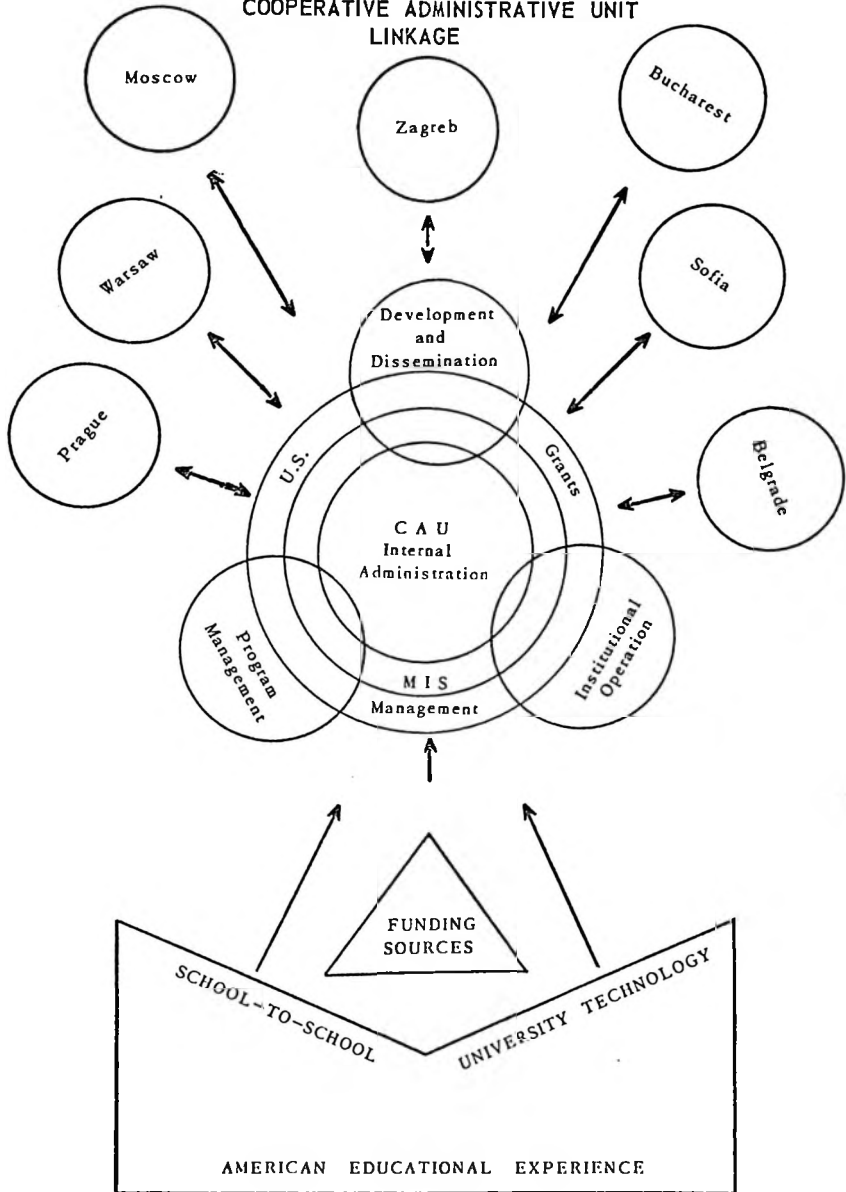 COOPERATIVE ADMINISTRATIVE UNIT
LINKAGE
Moscow
Zagreb
Bucharest
Warsaw
Sofia
Prague
Belgrade
Development
and
Dissemination
U.S.
Grants
C A U
Internal
Administration
Program
Management
Institutional
Operation
M I S
Management
FUNDING
SOURCES
SCHOOL-TO-SCHOOL
UNIVERSITY TECHNOLOGY
AMERICAN EDUCATIONAL EXPERIENCE